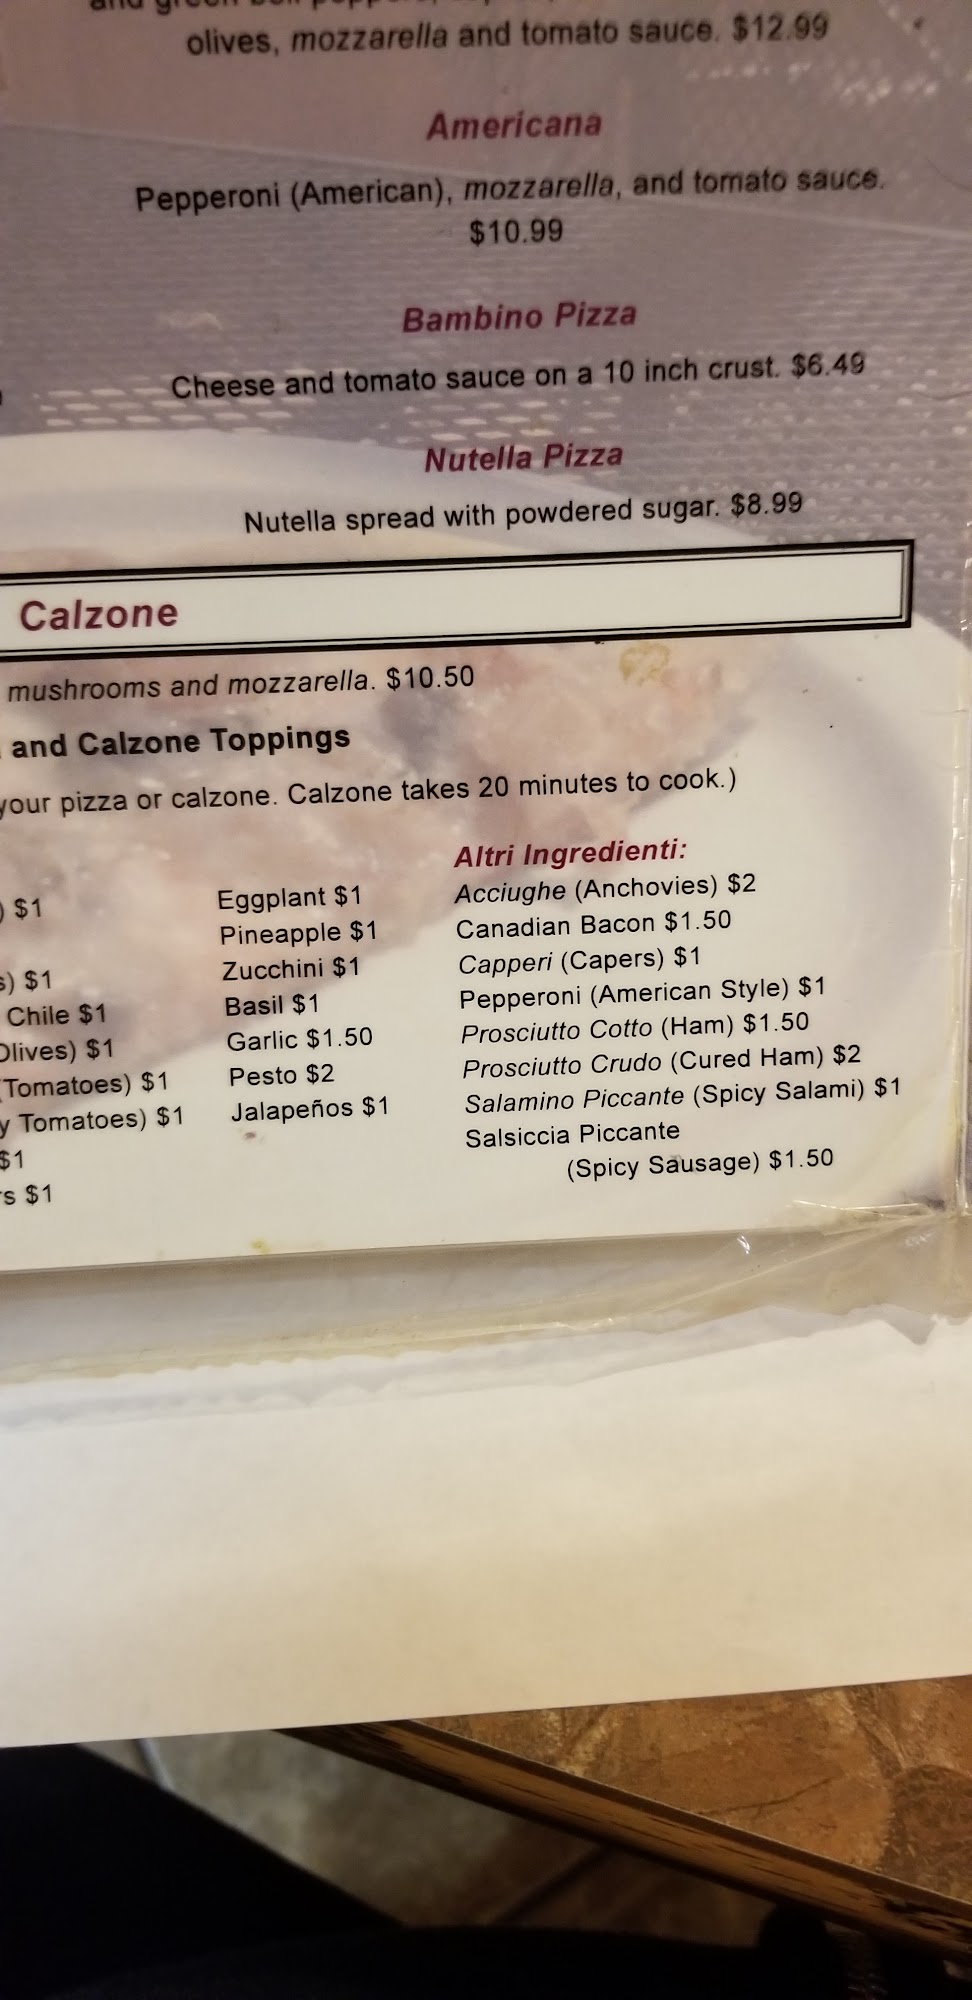 and green bell peppers,
olives, mozzarella and tomato sauce. $12.99
Americana
Pepperoni (American), mozzarella, and tomato sauce.
$10.99
Bambino Pizza
Cheese and tomato sauce on a 10 inch crust. $6.49
Nutella Pizza
Nutella spread with powdered sugar. $8.99
Calzone
mushrooms and mozzarella. $10.50
and Calzone Toppings
your pizza or calzone. Calzone takes 20 minutes to cook.)
) $1
s) $1
Chile $1
Olives) $1
Tomatoes) $1
y Tomatoes) $1
$1
rs $1
Eggplant $1
Pineapple $1
Zucchini $1
Basil $1
Garlic $1.50
Pesto $2
Jalapeños $1
Altri Ingredienti:
Acciughe (Anchovies) $2
Canadian Bacon $1.50
Capperi (Capers) $1
Pepperoni (American Style) $1
Prosciutto Cotto (Ham) $1.50
Prosciutto Crudo (Cured Ham) $2
Salamino Piccante (Spicy Salami) $1
Salsiccia Piccante
(Spicy Sausage) $1.50